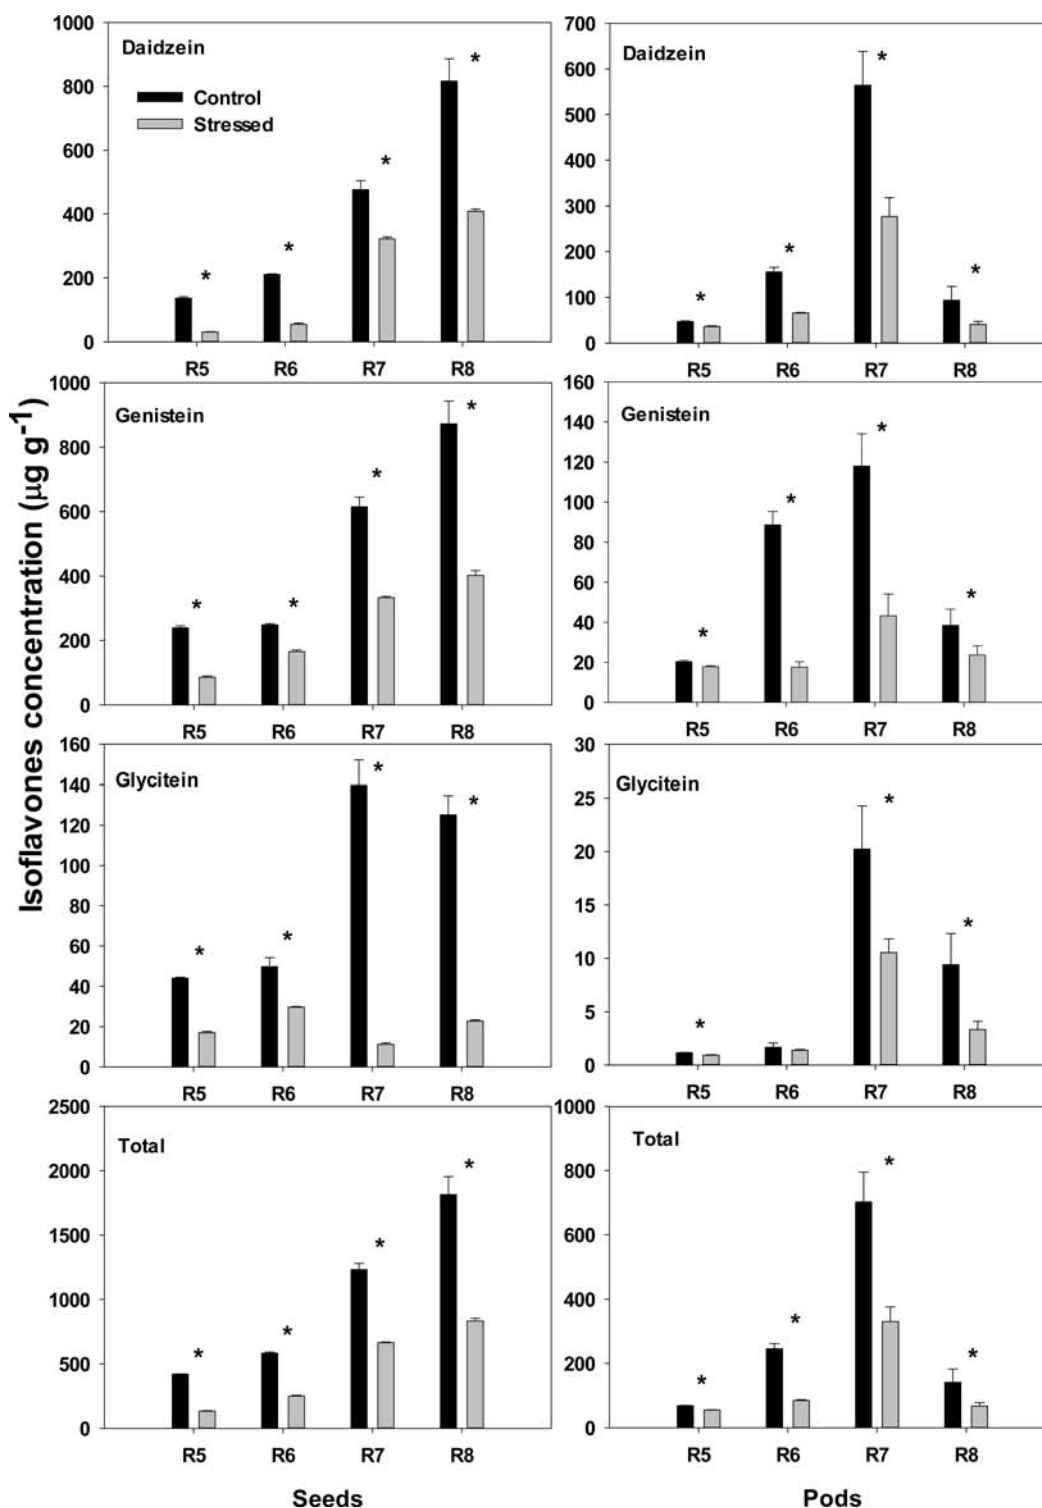 Isoflavones concentration (µg g-1)
Daidzein
Control
Stressed
1000
800
600
400
200
0
* * * *
R5 R6 R7 R8
Daidzein
700
600
500
400
300
200
100
0
* * * *
R5 R6 R7 R8
Genistein
1000
800
600
400
200
0
* * * *
R5 R6 R7 R8
Genistein
160
140
120
100
80
60
40
20
0
* * * *
R5 R6 R7 R8
Glycitein
160
140
120
100
80
60
40
20
0
* * * *
R5 R6 R7 R8
Glycitein
30
25
20
15
10
5
0
* * *
R5 R6 R7 R8
Total
2500
2000
1500
1000
500
0
* * * *
R5 R6 R7 R8
Seeds
Total
1000
800
600
400
200
0
* * * *
R5 R6 R7 R8
Pods